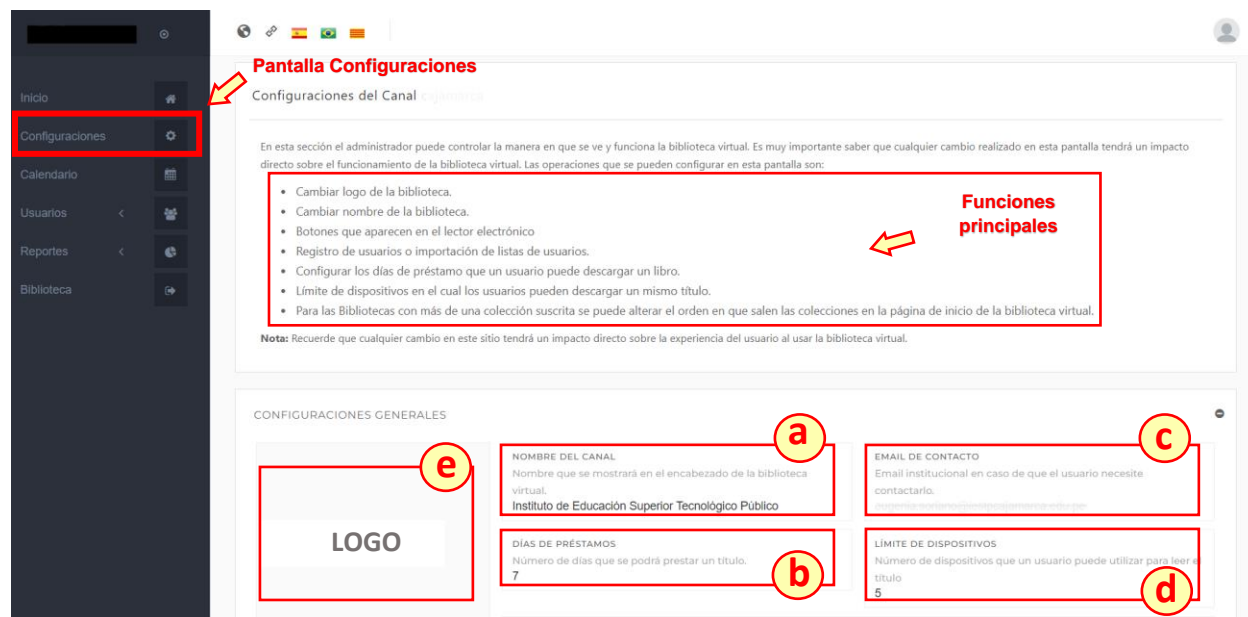 Pantalla Configuraciones
Inicio
Configuraciones
Calendario
Usuarios
Reportes
Biblioteca
Configuraciones del Canal
En esta sección el administrador puede controlar la manera en que se ve y funciona la biblioteca virtual. Es muy importante saber que cualquier cambio realizado en esta pantalla tendrá un impacto
directo sobre el funcionamiento de la biblioteca virtual. Las operaciones que se pueden configurar en esta pantalla son:
• Cambiar logo de la biblioteca.
• Cambiar nombre de la biblioteca.
• Botones que aparecen en el lector electrónico
• Registro de usuarios o importación de listas de usuarios.
• Configurar los días de préstamo que un usuario puede descargar un libro.
• Límite de dispositivos en el cual los usuarios pueden descargar un mismo título.
• Para las Bibliotecas con más de una colección suscrita se puede alterar el orden en que salen las colecciones en la página de inicio de la biblioteca virtual.
Funciones
principales
Nota: Recuerde que cualquier cambio en este sitio tendrá un impacto directo sobre la experiencia del usuario al usar la biblioteca virtual.
CONFIGURACIONES GENERALES
e
LOGO
a
NOMBRE DEL CANAL
Nombre que se mostrará en el encabezado de la biblioteca
virtual.
Instituto de Educación Superior Tecnológico Público
c
EMAIL DE CONTACTO
Email institucional en caso de que el usuario necesite
contactarlo.
DÍAS DE PRÉSTAMOS
Número de días que se podrá prestar un título.
7
b
LÍMITE DE DISPOSITIVOS
Número de dispositivos que un usuario puede utilizar para leer el
título
5
d